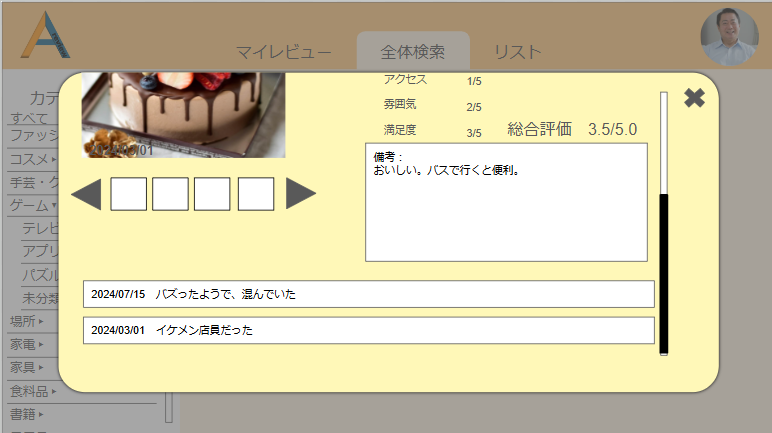 マイレビュー
全体検索
リスト
カテ
すべて
ファッシ
コスメ
手芸・ク
ゲーム
テレビ
アプリ
パズル
未分類
場所
家電
家具
食料品
書籍
アクセス 1/5
雰囲気 2/5
満足度 3/5
総合評価 3.5/5.0
備考：
おいしい。バスで行くと便利。
2024/07/15 バズったようで、混んでいた
2024/03/01 イケメン店員だった